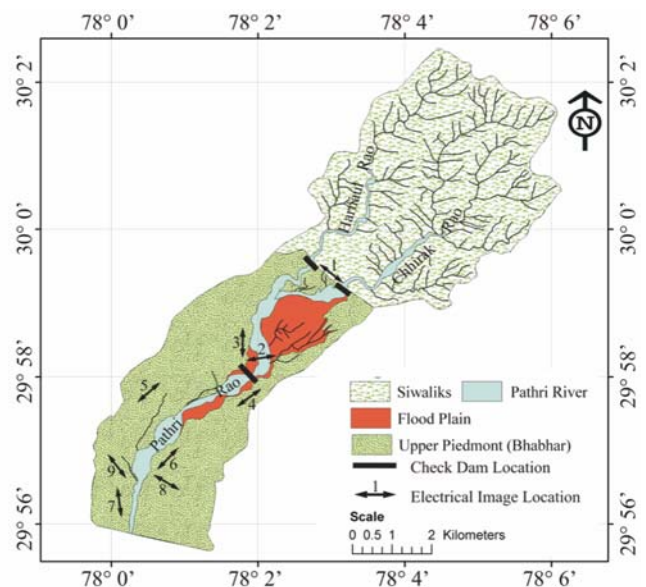 78° 0’ 78° 2’ 78° 4’ 78° 6’
30° 2’
30° 2’
N
Harnaul Rao
30° 0’
30° 0’
Chhirak Rao
1
3
2
29° 58’
29° 58’
5
Pathri Rao
4
9
6
7
8
29° 56’
29° 56’
Siwaliks
Pathri River
Flood Plain
Upper Piedmont (Bhabhar)
Check Dam Location
1 Electrical Image Location
Scale
0 0.5 1 2 Kilometers
78° 0’ 78° 2’ 78° 4’ 78° 6’